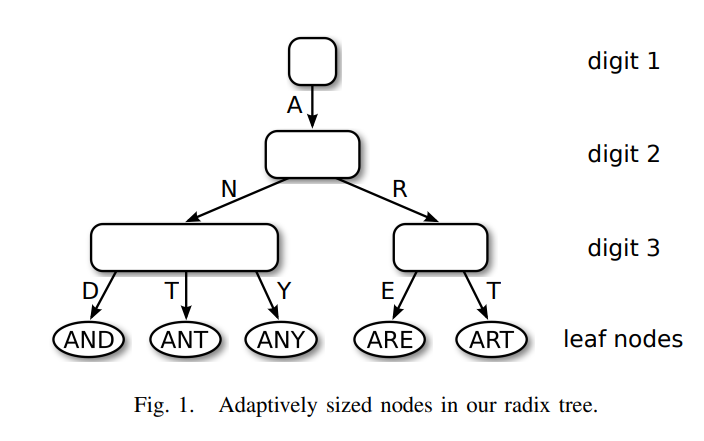 digit 1
A
digit 2
N R
digit 3
D T Y E T
AND ANT ANY ARE ART leaf nodes
Fig. 1. Adaptively sized nodes in our radix tree.